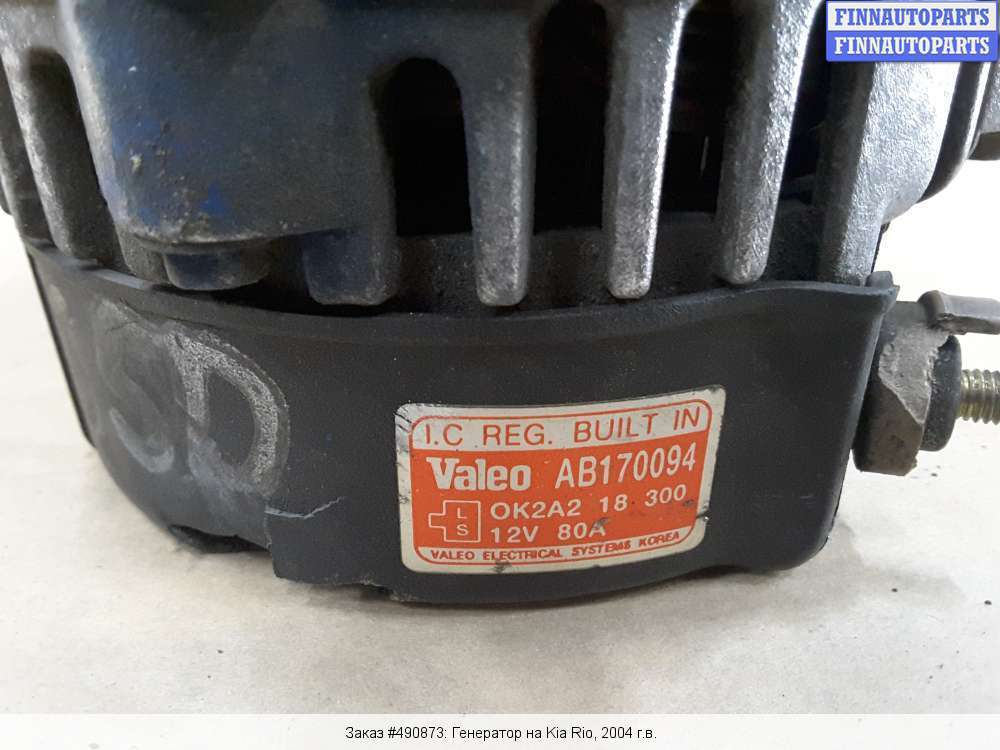 FINNAUTOPARTS
FINNAUTOPARTS
SD
I.C REG. BUILT IN
Valeo AB170094
L
S
OK2A2 18 300
12V 80A
VALEO ELECTRICAL SYSTEMS KOREA
Заказ #490873: Генератор на Kia Rio, 2004 г.в.